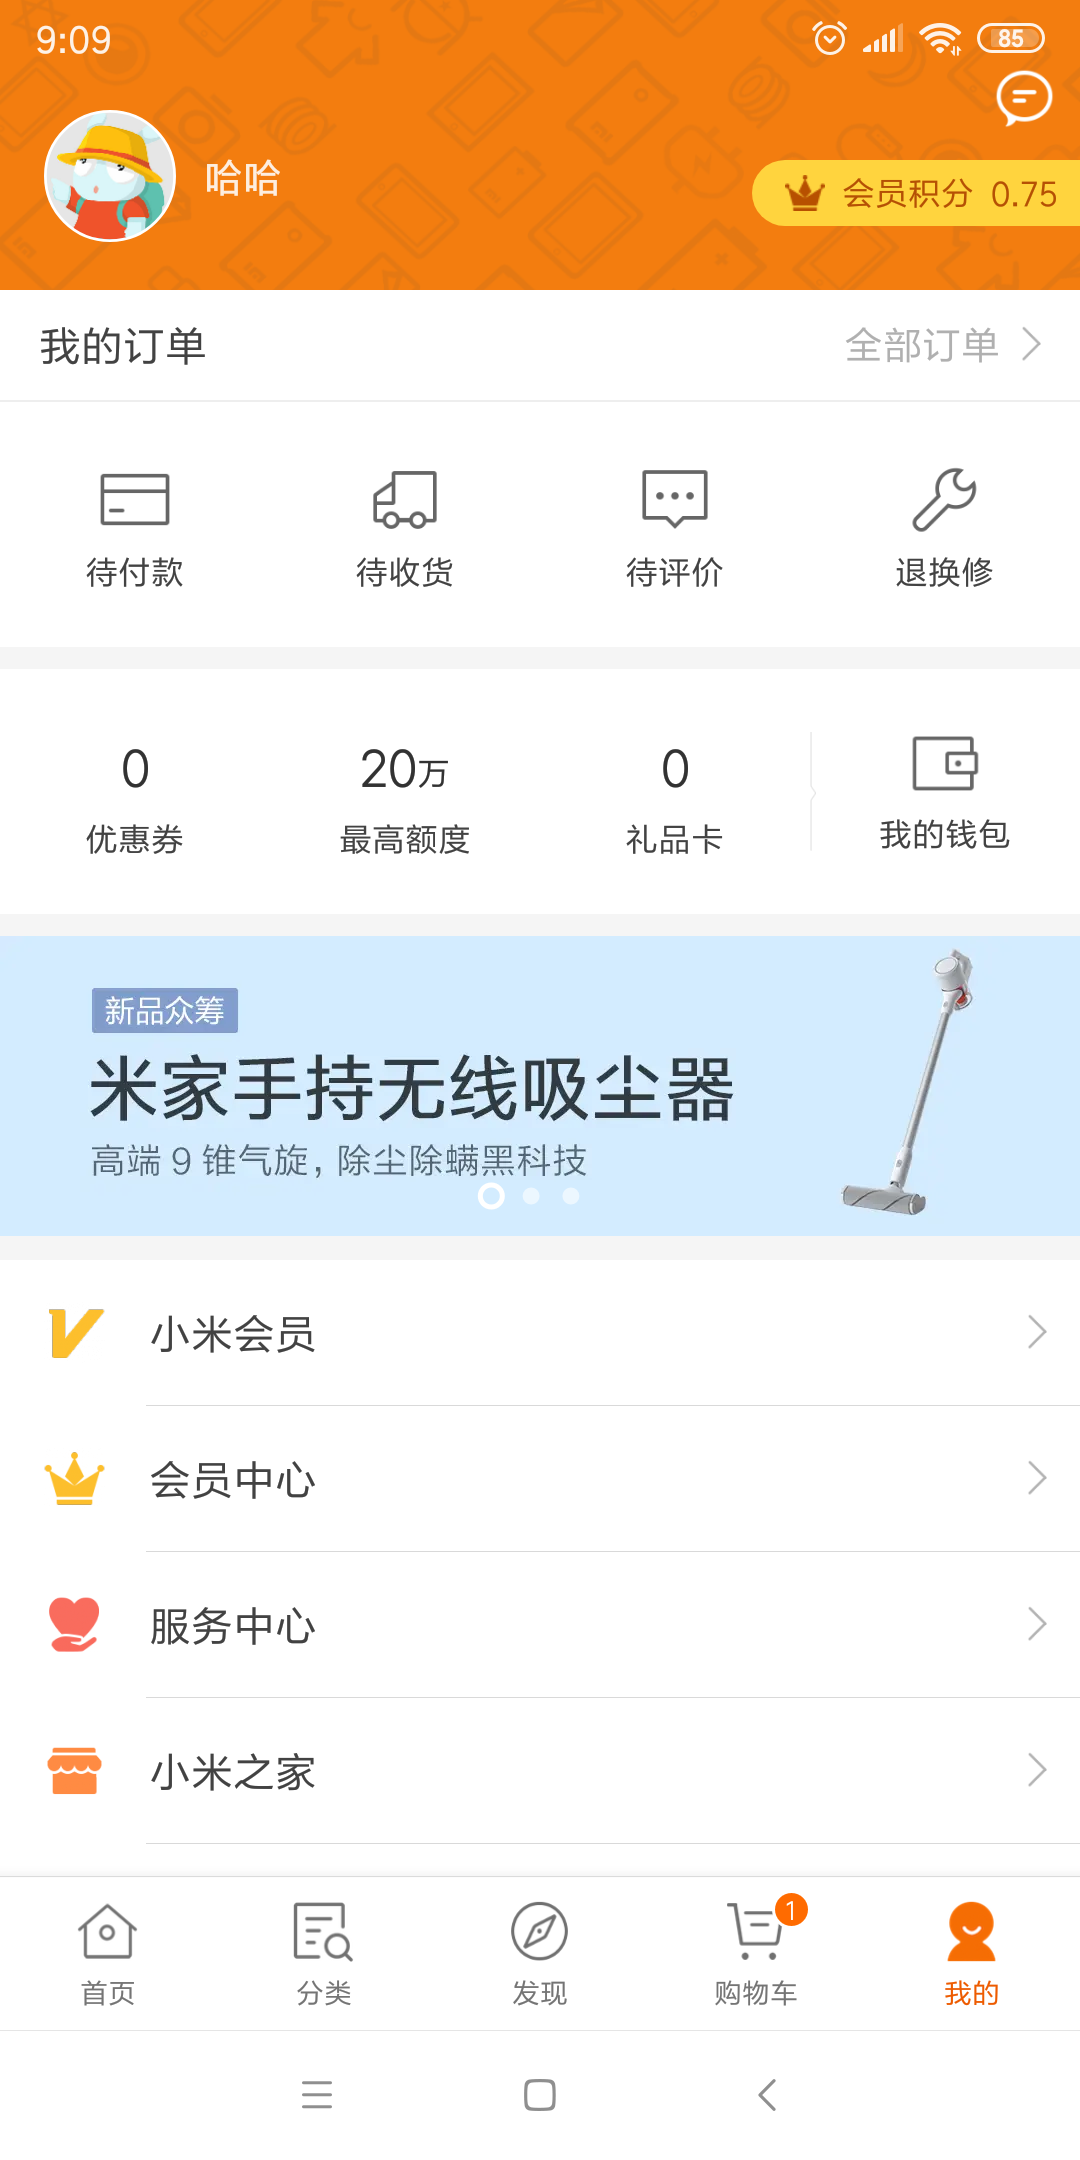 9:09
85
哈哈
会员积分 0.75
我的订单
全部订单
待付款
待收货
待评价
退换修
0
20万
0
优惠券
最高额度
礼品卡
我的钱包
新品众筹
米家手持无线吸尘器
高端 9 锥气旋，除尘除螨黑科技
小米会员
会员中心
服务中心
小米之家
1
首页
分类
发现
购物车
我的